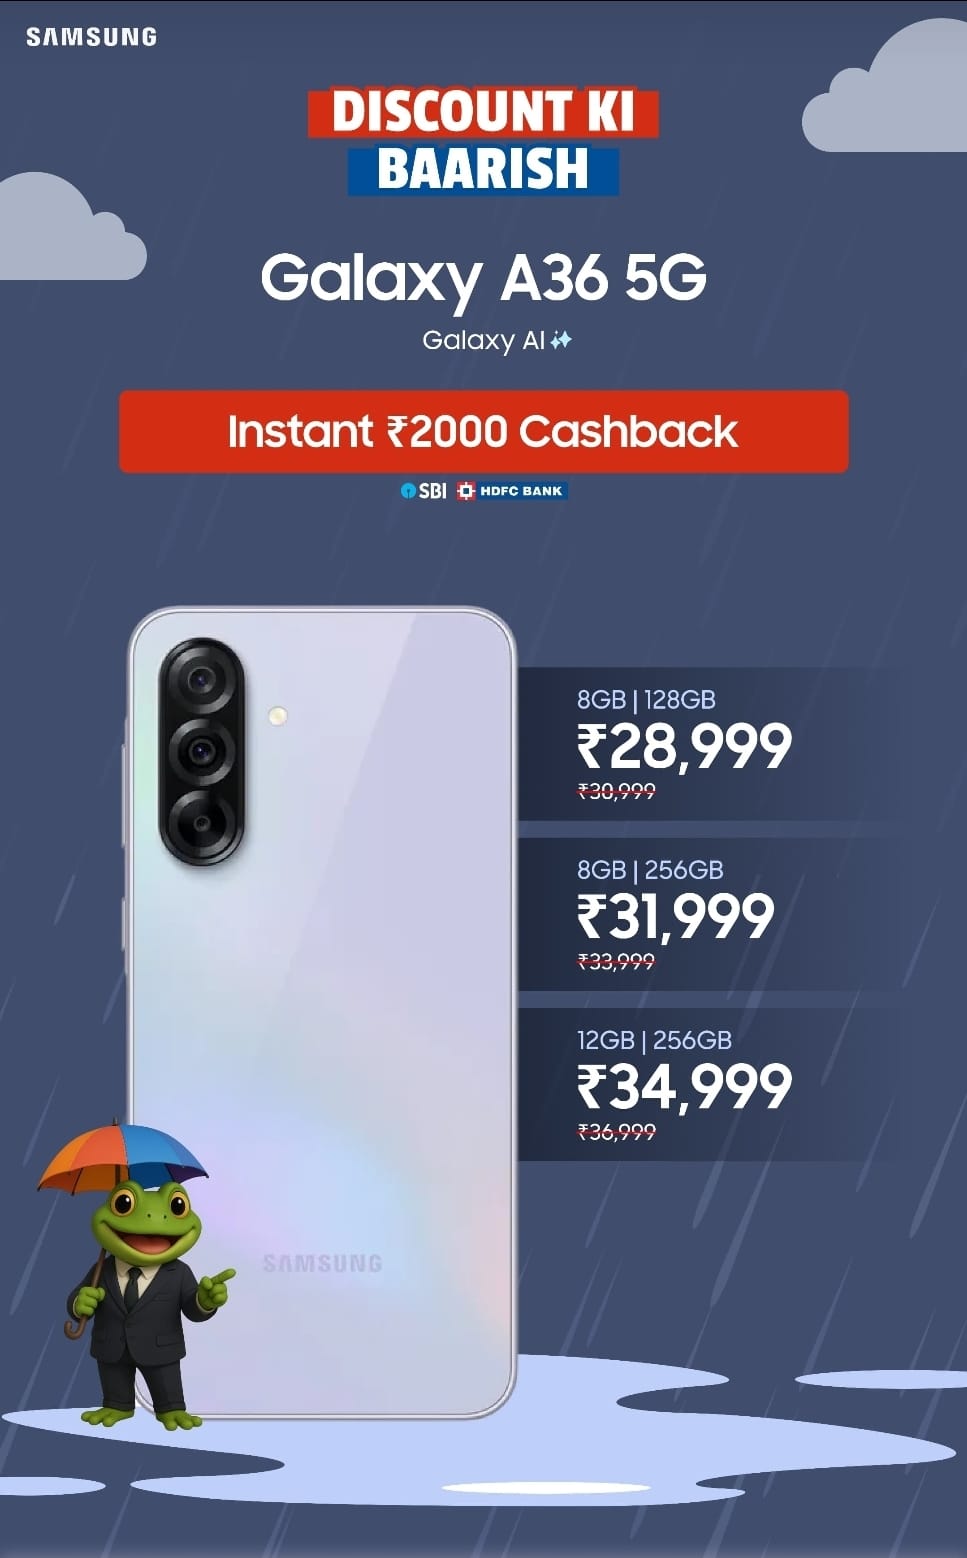 SAMSUNG
DISCOUNT KI
BAARISH
Galaxy A36 5G
Galaxy AI
Instant ₹2000 Cashback
SBI HDFC BANK
8GB | 128GB
₹28,999
₹30,999
8GB | 256GB
₹31,999
₹33,999
12GB | 256GB
₹34,999
₹36,999
SAMSUNG